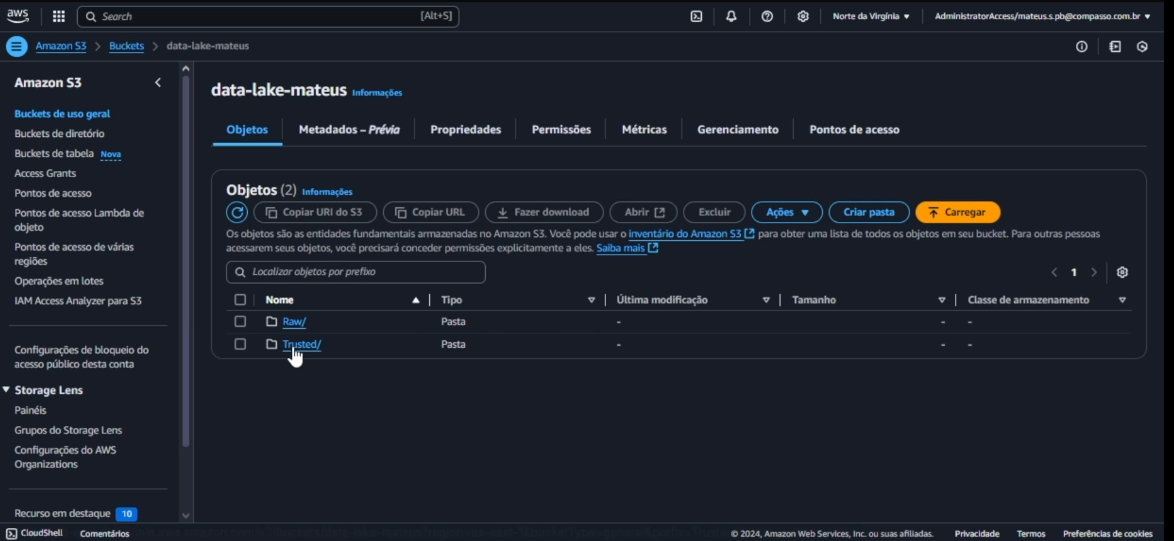 aws Search [Alt+S] Norte da Virgínia AdministratorAccess/mateus.s.pb@compasso.com.br
Amazon S3 > Buckets > data-lake-mateus
Amazon S3
Buckets de uso geral
Buckets de diretório
Buckets de tabela Nova
Access Grants
Pontos de acesso
Pontos de acesso Lambda de
objeto
Pontos de acesso de várias
regiões
Operações em lotes
IAM Access Analyzer para S3
Configurações de bloqueio do
acesso público desta conta
Storage Lens
Painéis
Grupos do Storage Lens
Configurações do AWS
Organizations
Recurso em destaque 10
data-lake-mateus Informações
Objetos Metadados – Prévia Propriedades Permissões Métricas Gerenciamento Pontos de acesso
Objetos (2) Informações
Copiar URI do S3 Copiar URL Fazer download Abrir Excluir Ações Criar pasta Carregar
Os objetos são as entidades fundamentais armazenadas no Amazon S3. Você pode usar o inventário do Amazon S3 para obter uma lista de todos os objetos em seu bucket. Para outras pessoas
acessarem seus objetos, você precisará conceder permissões explicitamente a eles. Saiba mais
Localizar objetos por prefixo < 1 >
Nome Tipo Última modificação Tamanho Classe de armazenamento
Raw/ Pasta - - -
Trusted/ Pasta - - -
CloudShell Comentários © 2024, Amazon Web Services, Inc. ou suas afiliadas. Privacidade Termos Preferências de cookies